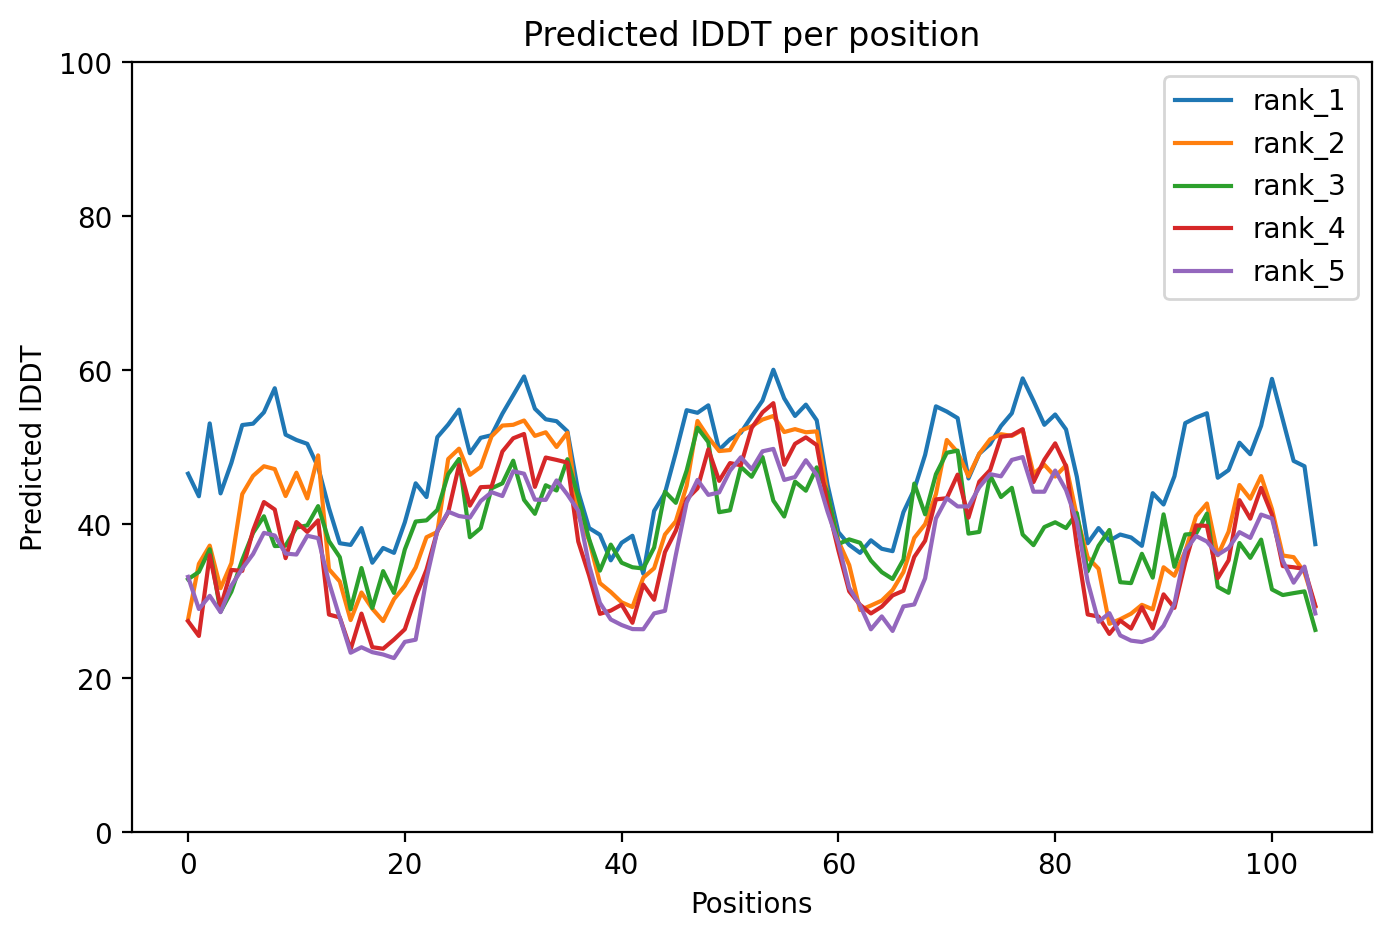 Predicted lDDT per position
100
80
60
40
20
0
Predicted lDDT
0 20 40 60 80 100
Positions
rank_1
rank_2
rank_3
rank_4
rank_5